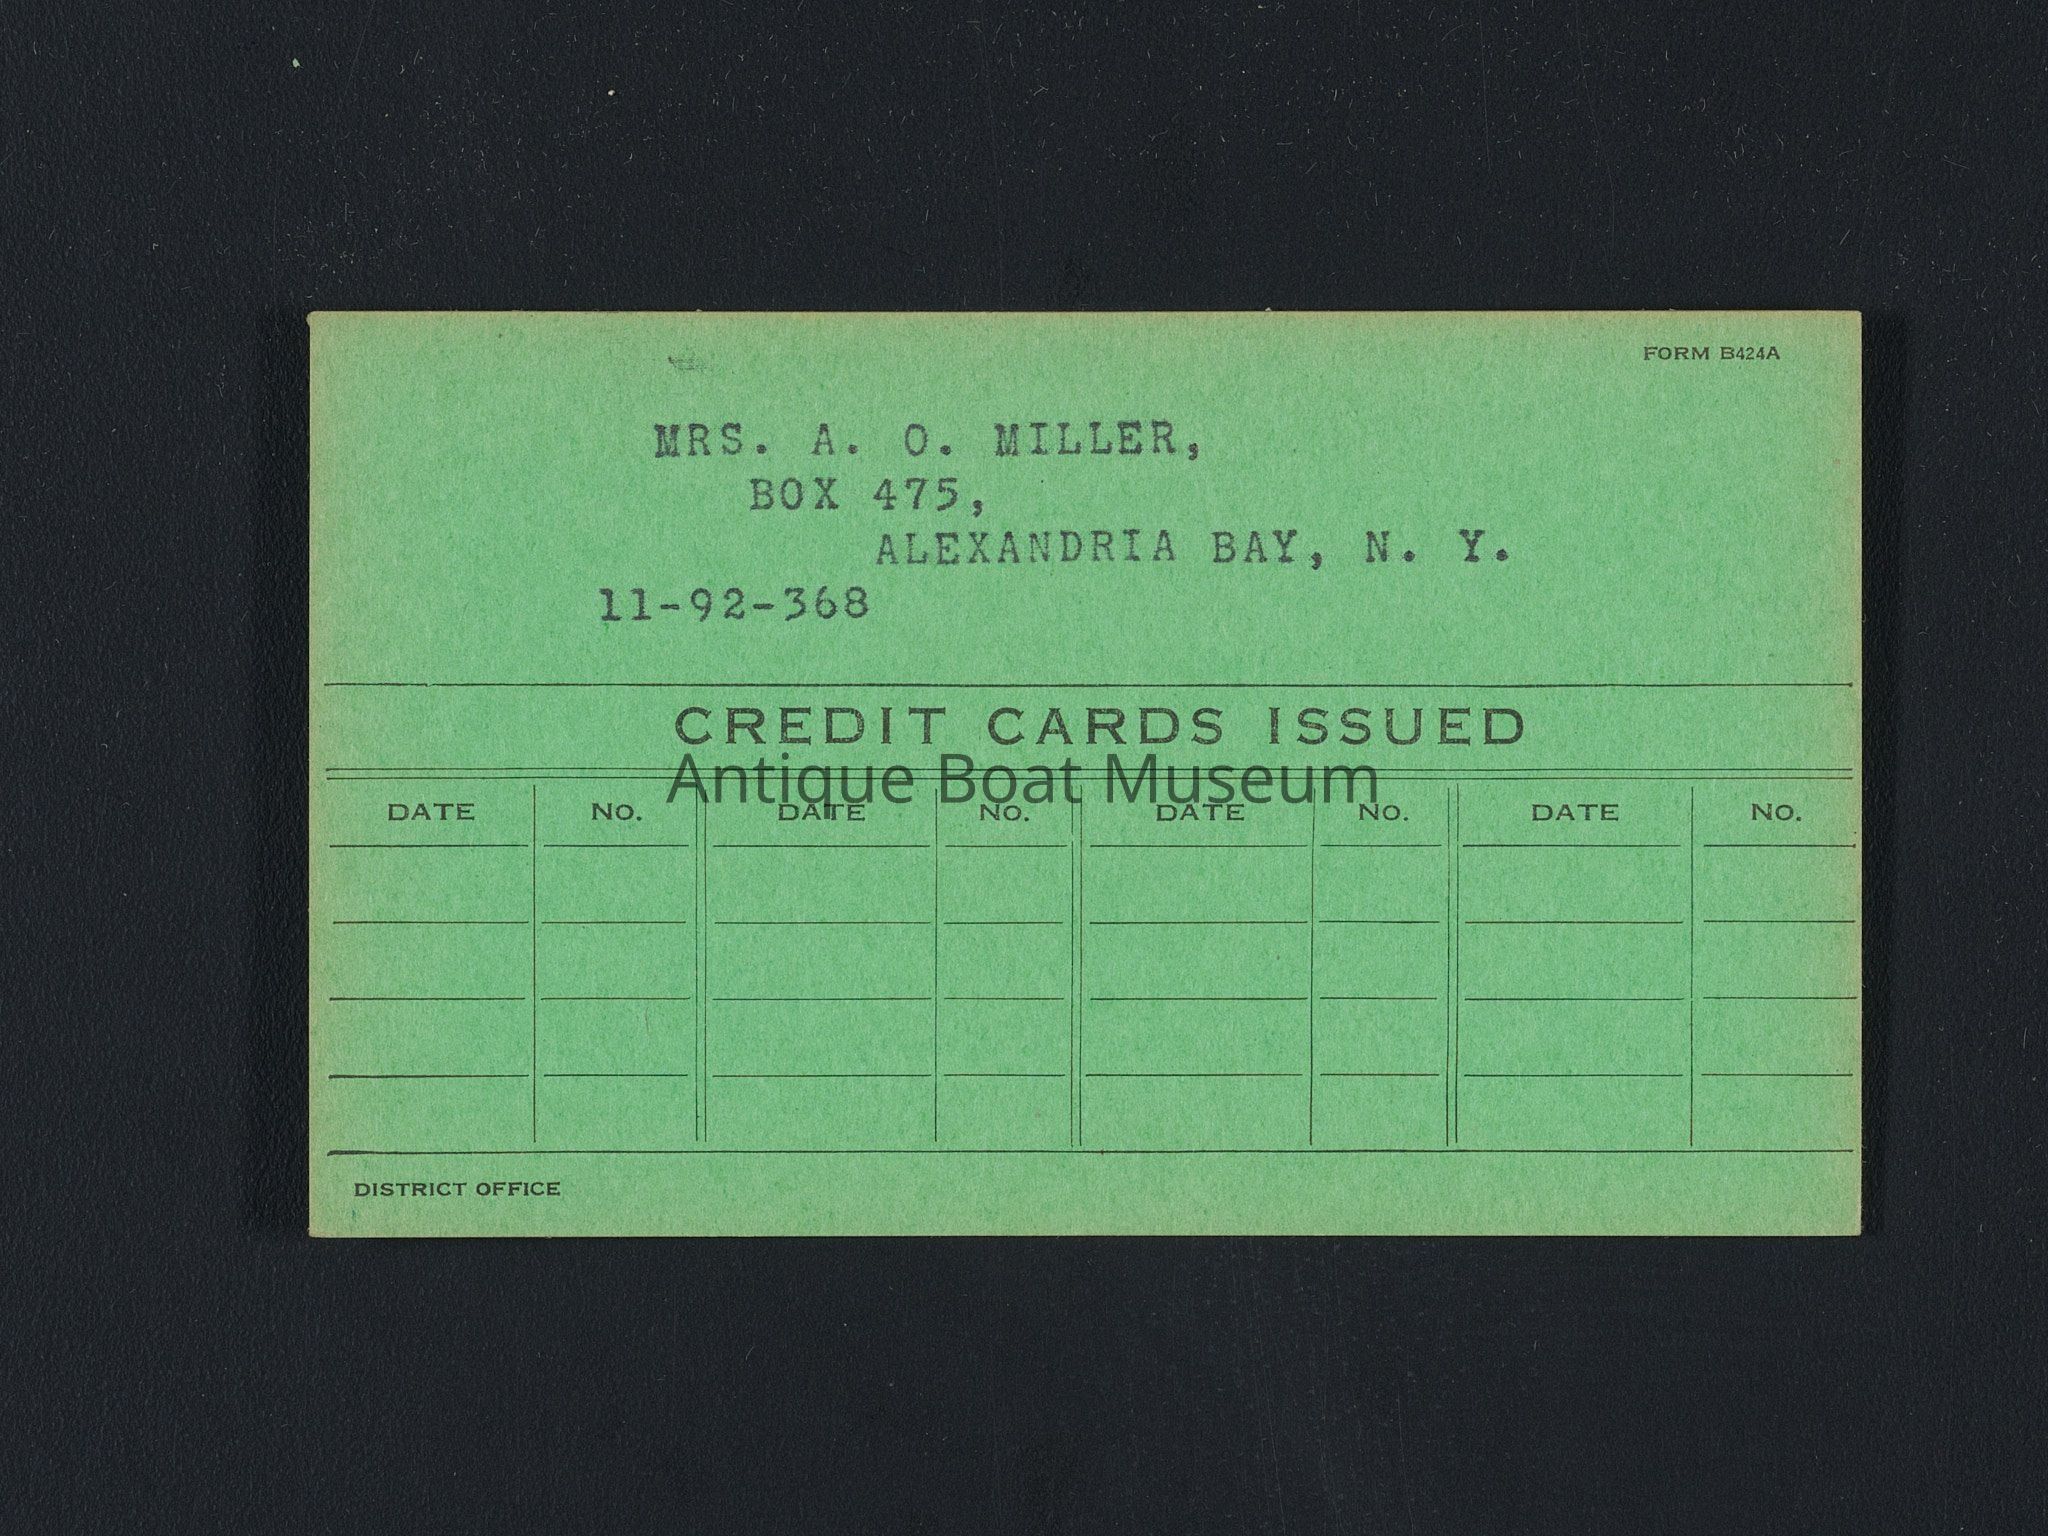 FORM B424A
MRS. A. O. MILLER,
BOX 475,
ALEXANDRIA BAY, N. Y.
11-92-368
CREDIT CARDS ISSUED
Antique Boat Museum
DATE NO. DATE NO. DATE NO. DATE NO.
DISTRICT OFFICE